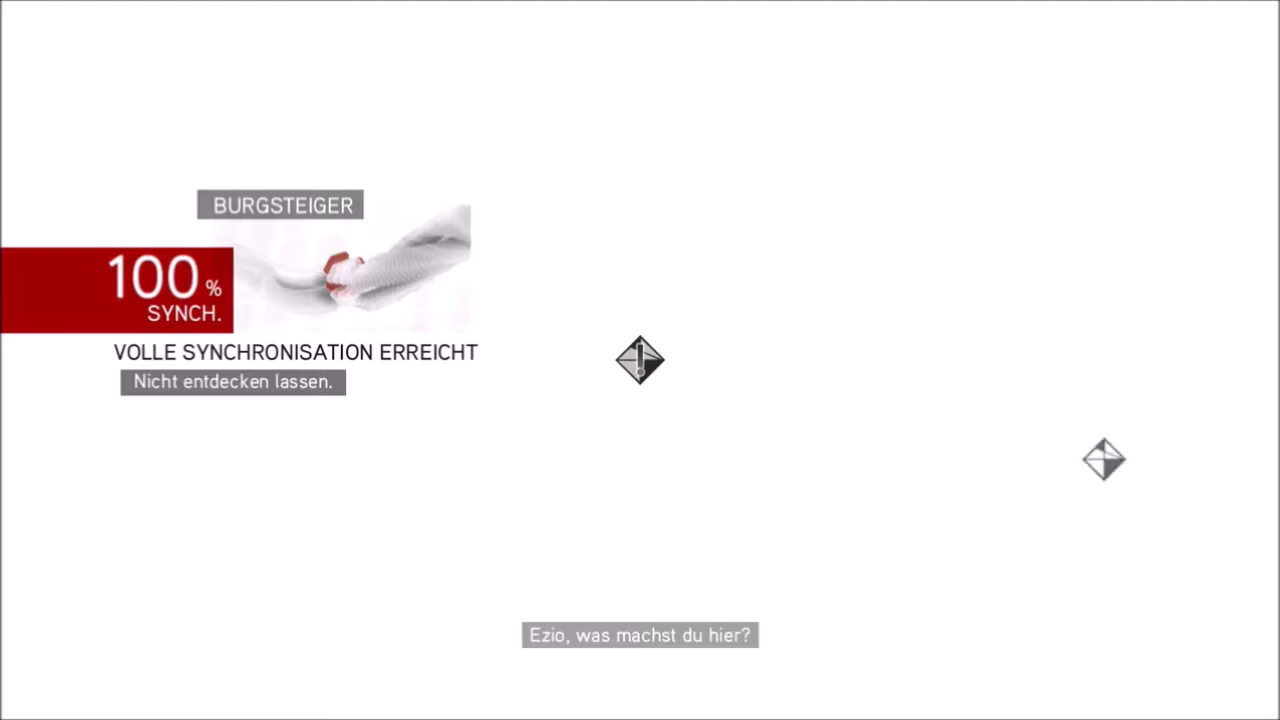 BURGSTEIGER
100 %
SYNCH.
VOLLE SYNCHRONISATION ERREICHT
Nicht entdecken lassen.
Ezio, was machst du hier?